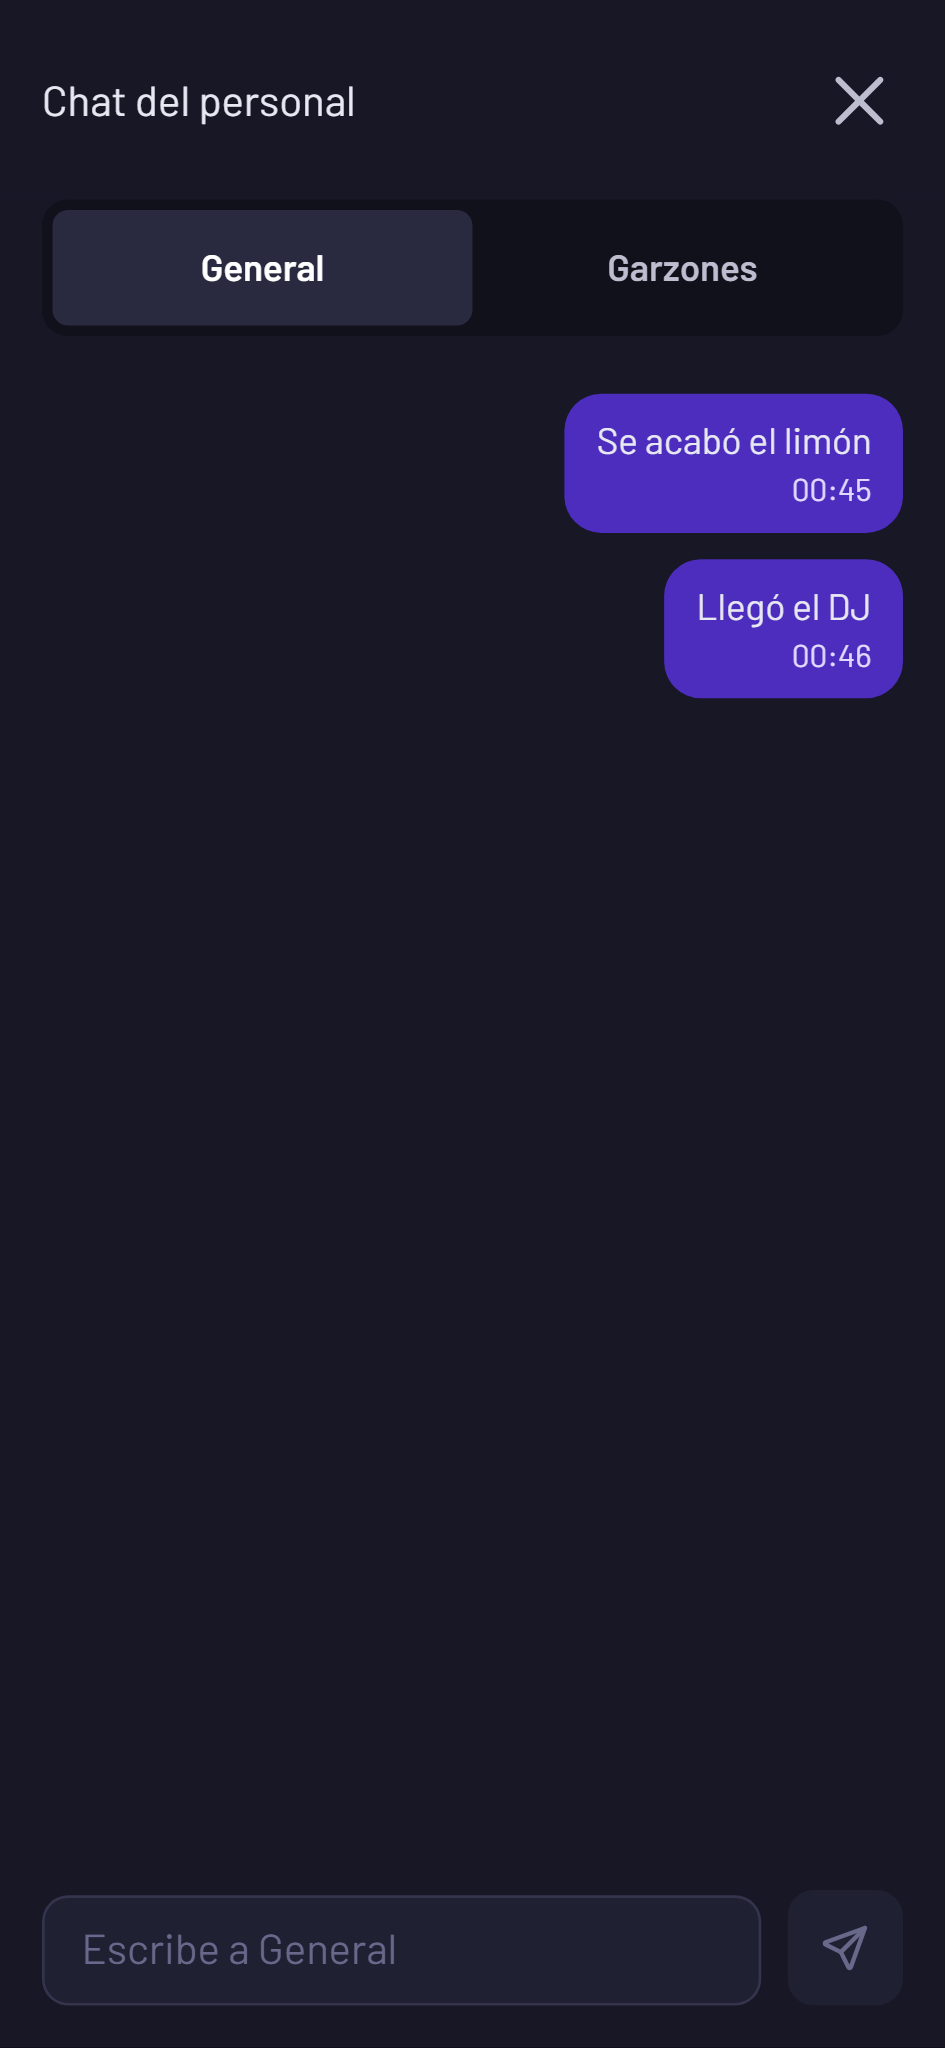 Chat del personal
General
Garzones
Se acabó el limón
00:45
Llegó el DJ
00:46
Escribe a General